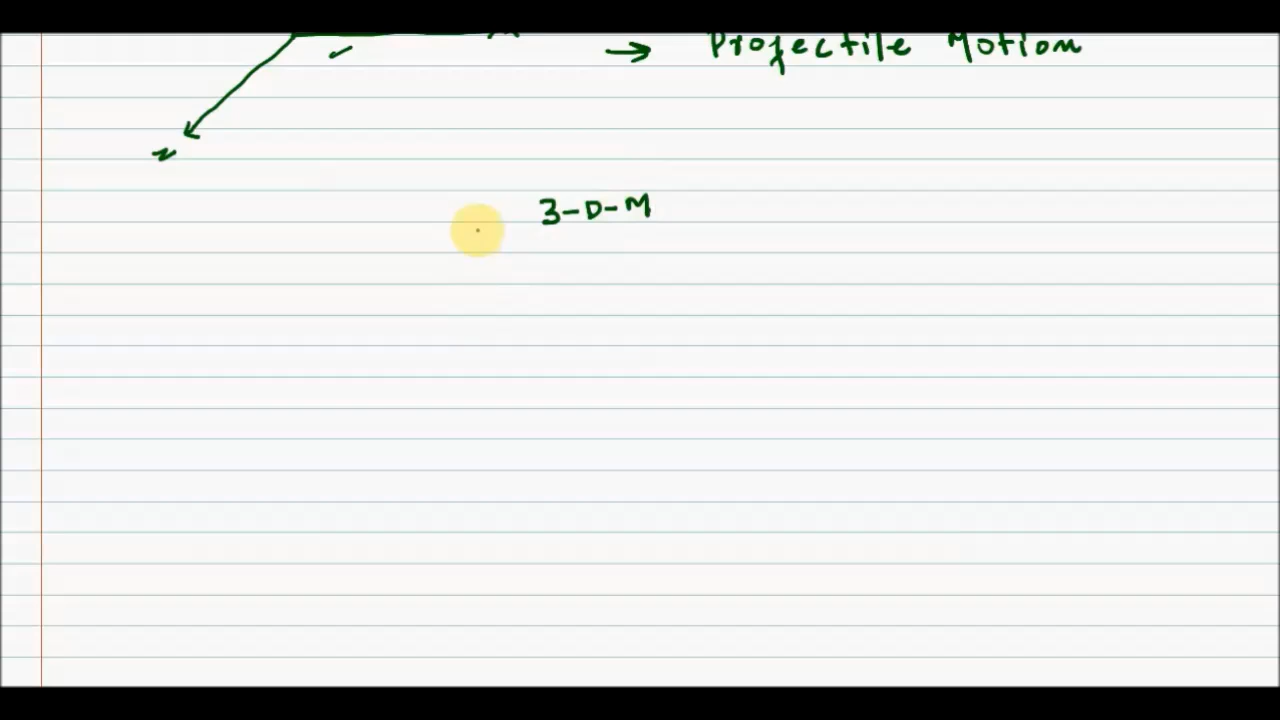 → Projectile Motion
z
3-D-M